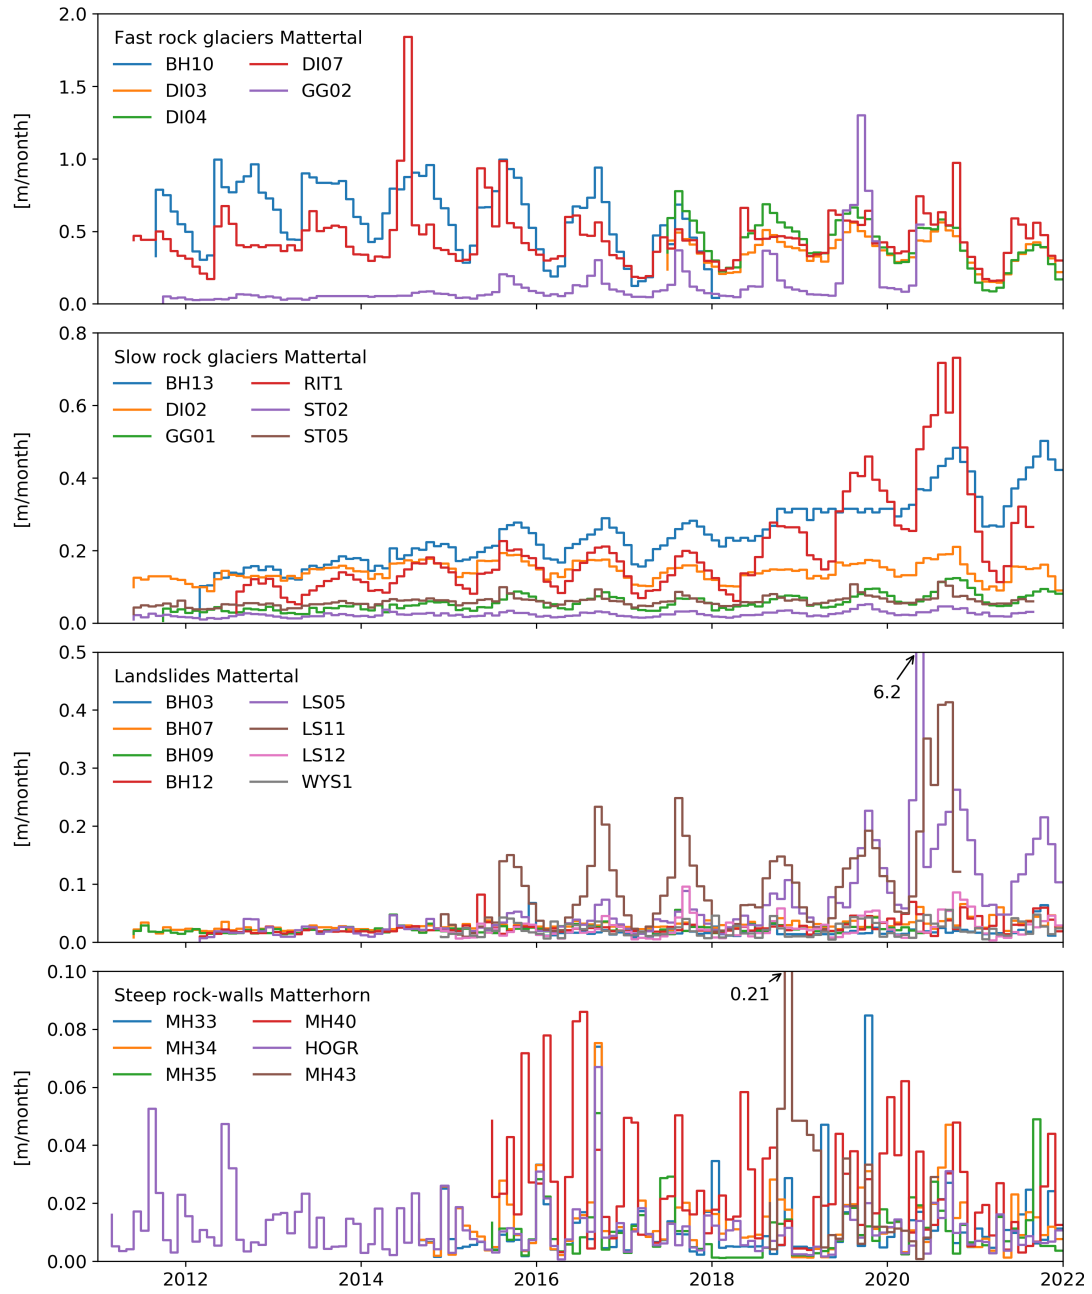 2.0
Fast rock glaciers Mattertal
BH10 DI07
1.5
DI03 GG02
DI04
1.0
[m/month]
0.5
0.0
0.8
Slow rock glaciers Mattertal
BH13 RIT1
DI02 ST02
0.6
GG01 ST05
[m/month]
0.4
0.2
0.0
0.5
Landslides Mattertal
6.2
BH03 LS05
0.4
BH07 LS11
BH09 LS12
0.3
BH12 WYS1
[m/month]
0.2
0.1
0.0
0.10
Steep rock-walls Matterhorn
0.21
MH33 MH40
0.08
MH34 HOGR
MH35 MH43
0.06
[m/month]
0.04
0.02
0.00
2012 2014 2016 2018 2020 2022